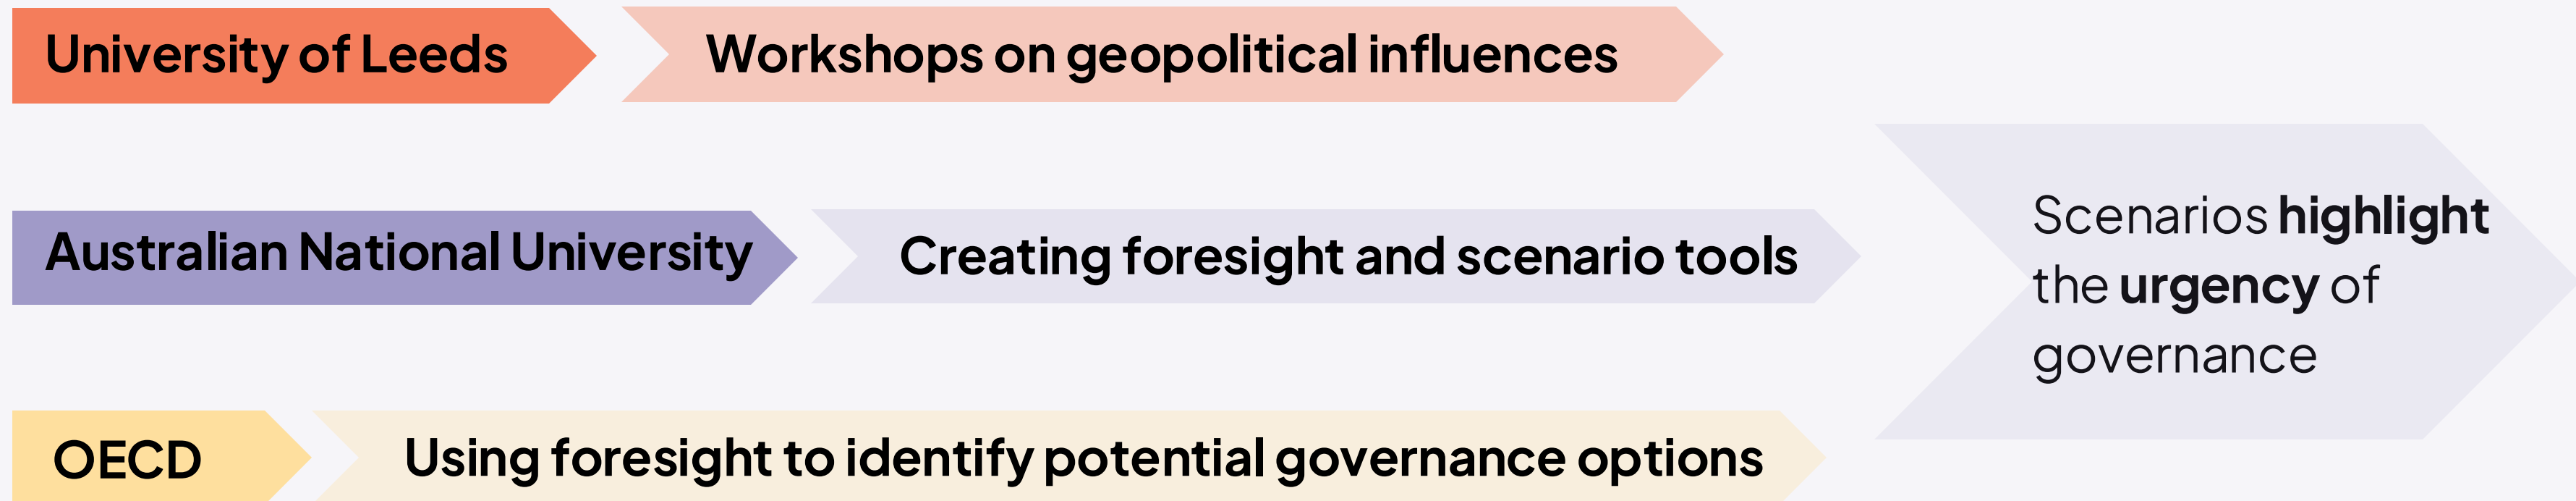 University of Leeds
Workshops on geopolitical influences
Australian National University
Creating foresight and scenario tools
OECD
Using foresight to identify potential governance options
Scenarios highlight
the urgency of
governance